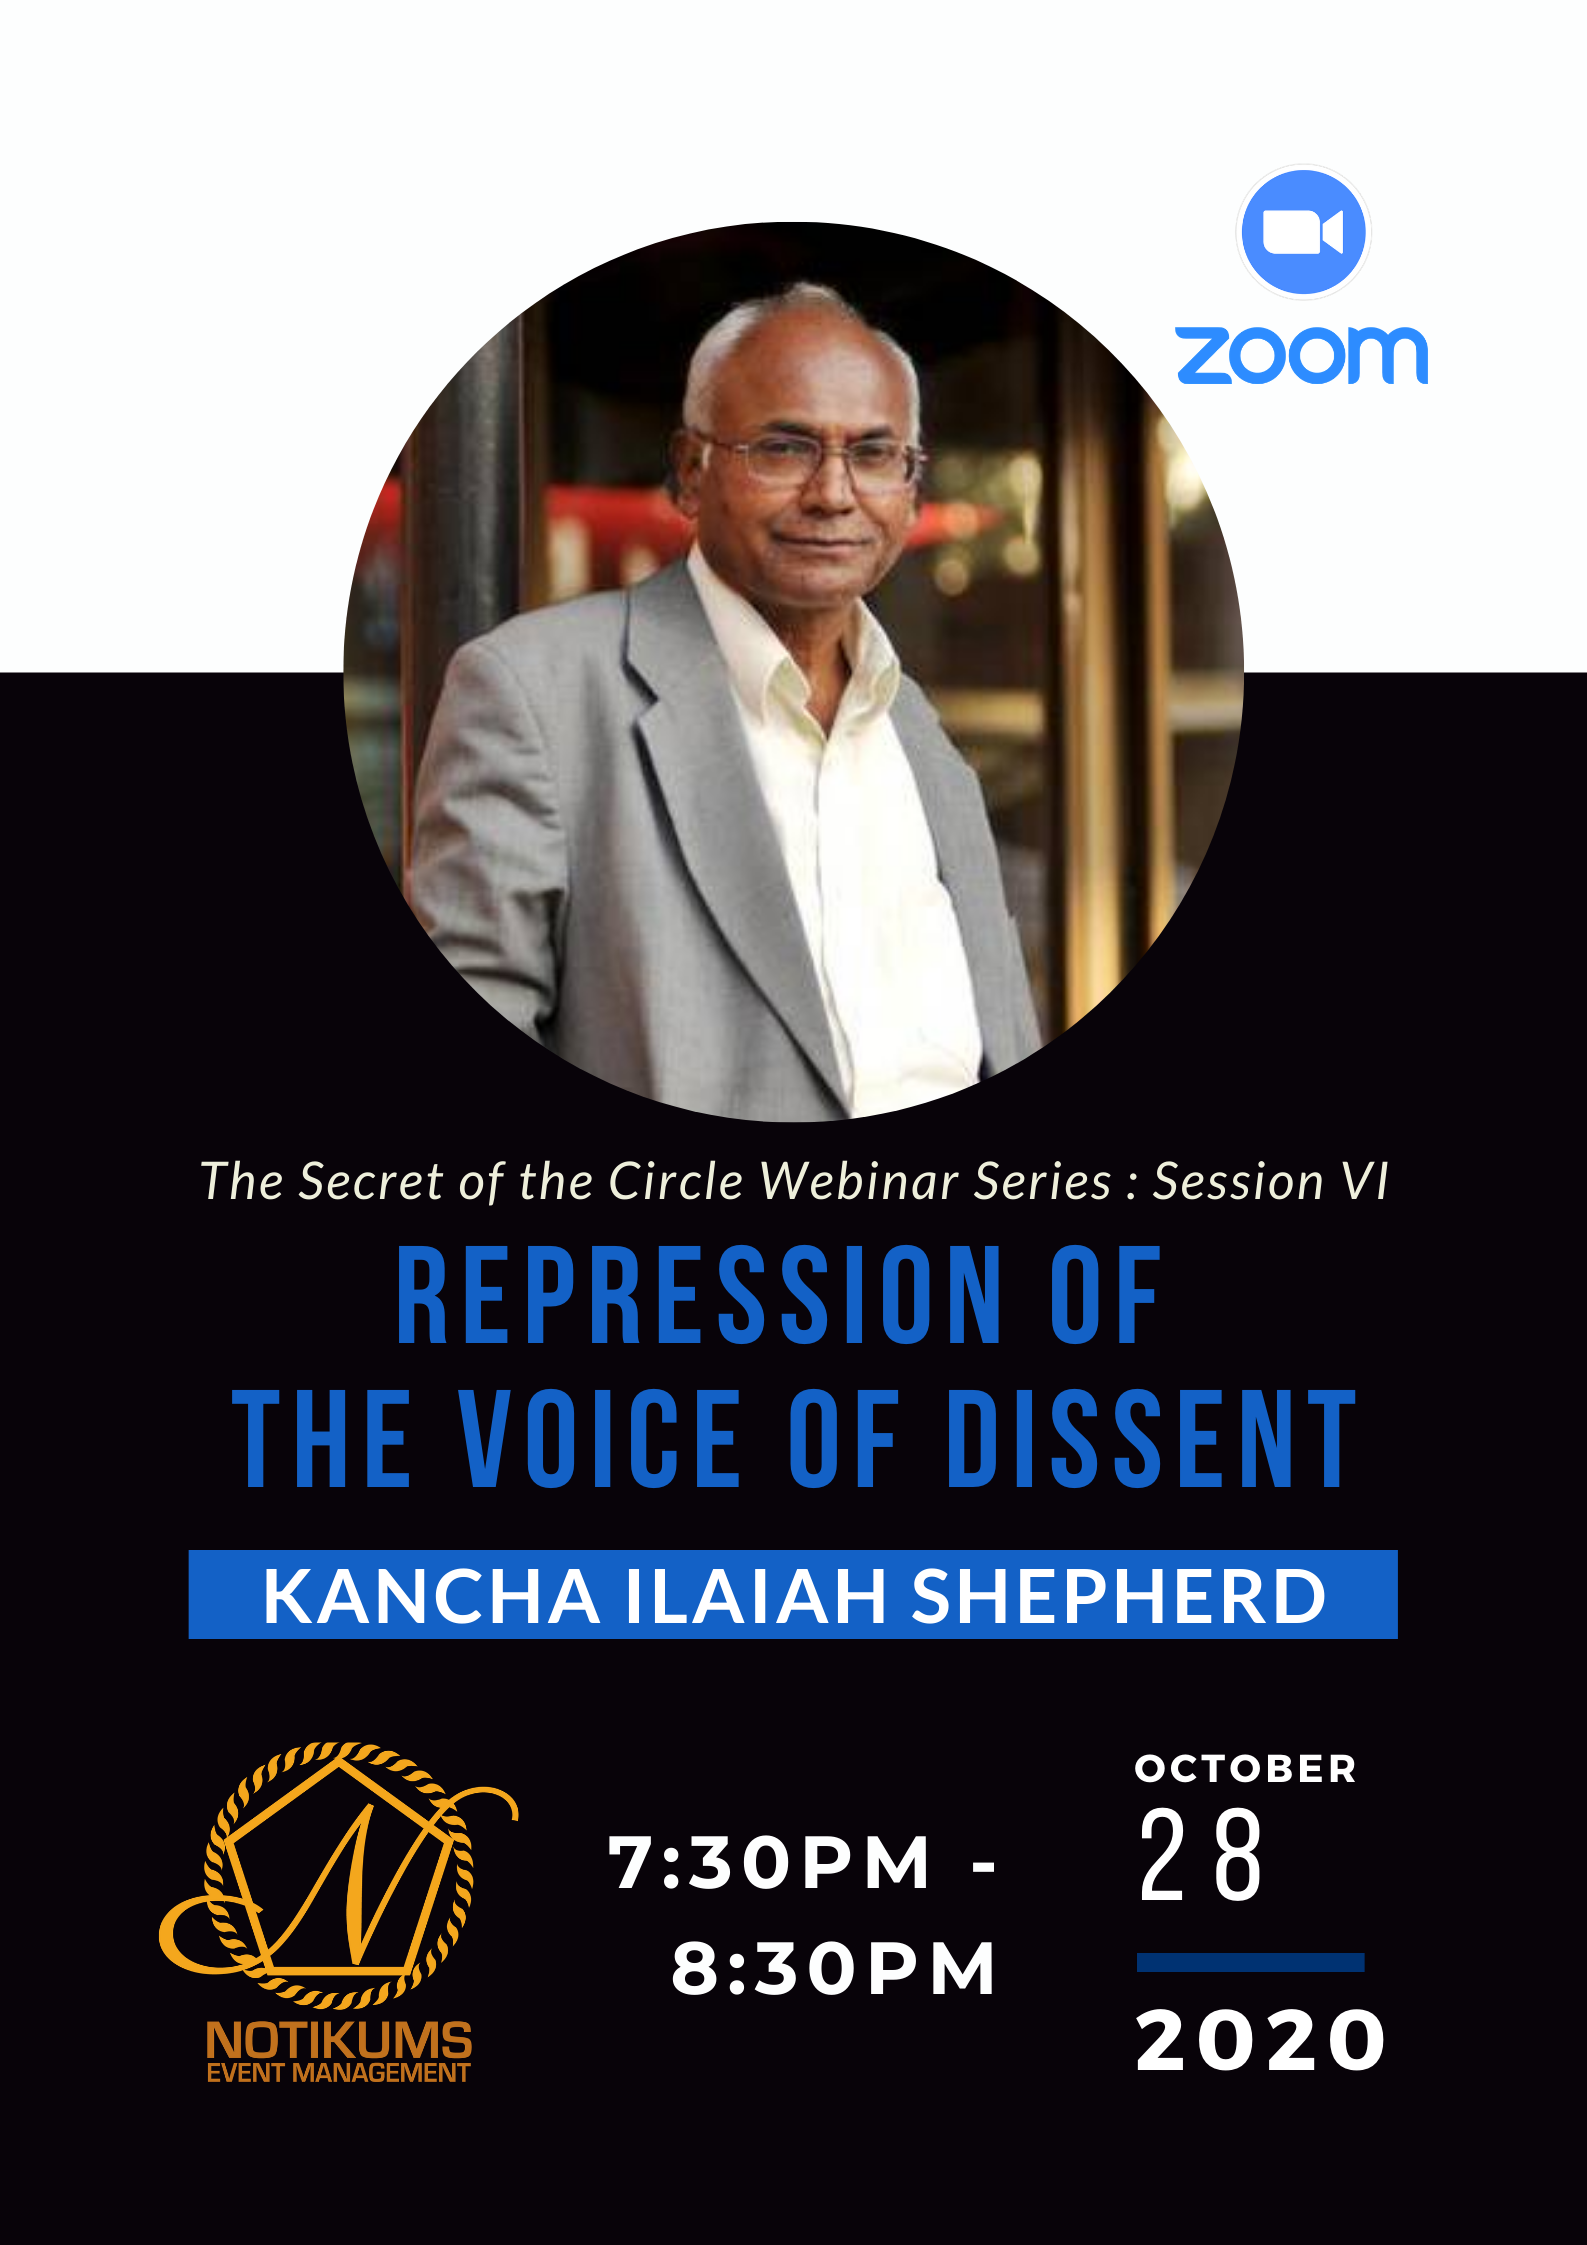 zoom
The Secret of the Circle Webinar Series : Session VI
REPRESSION OF
THE VOICE OF DISSENT
KANCHA ILAIAH SHEPHERD
N
NOTIKUMS
EVENT MANAGEMENT
7:30PM -
8:30PM
OCTOBER
28
2020